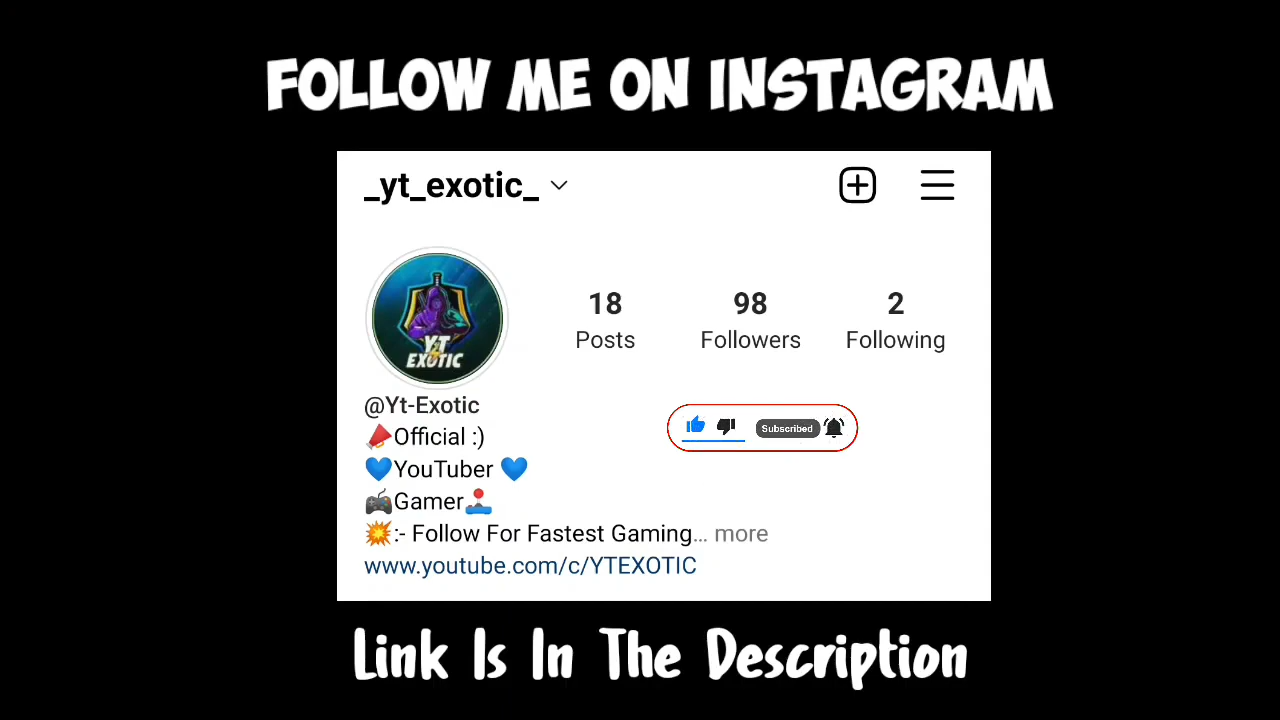 FOLLOW ME ON INSTAGRAM
_yt_exotic_
18 98 2
Posts Followers Following
YT
EXOTIC
@Yt-Exotic
📣Official :)
Subscribed
💙YouTuber 💙
🎮Gamer🕹️
💥:- Follow For Fastest Gaming... more
www.youtube.com/c/YTEXOTIC
Link Is In The Description